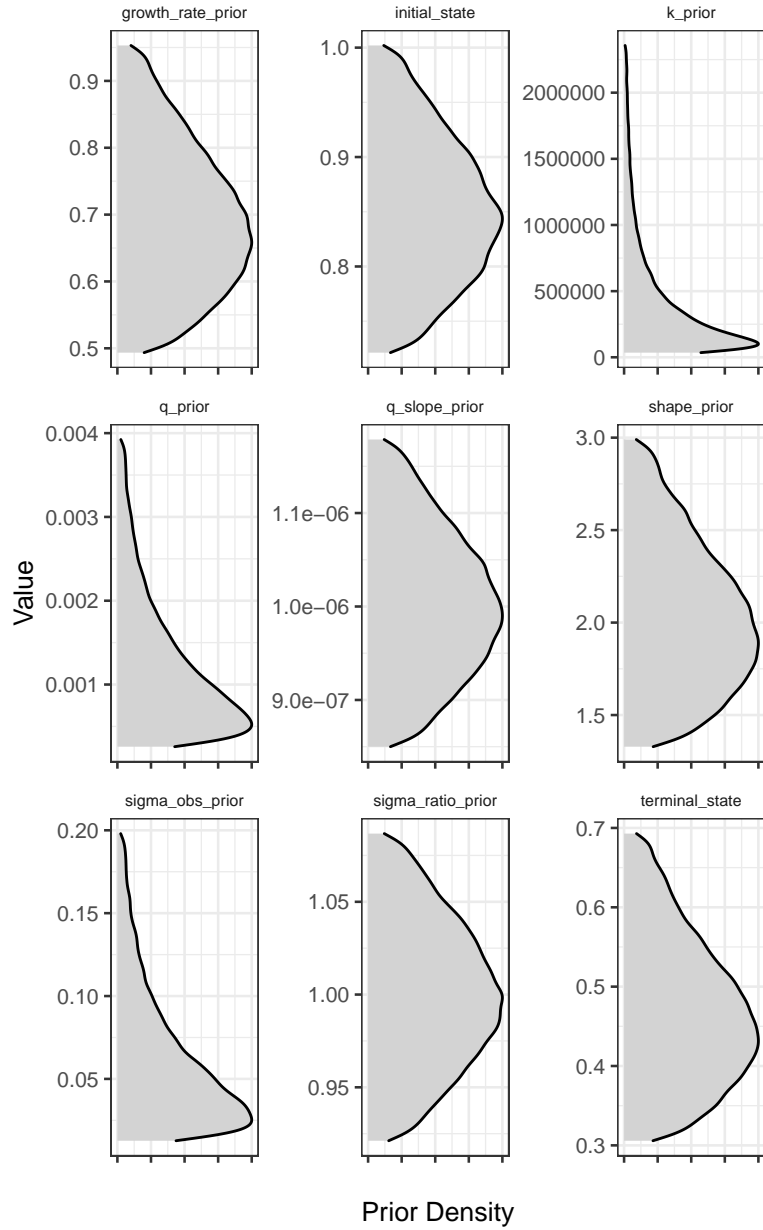 growth_rate_prior
0.9
0.8
0.7
0.6
0.5
initial_state
1.0
0.9
0.8
k_prior
2000000
1500000
1000000
500000
0
q_prior
0.004
0.003
0.002
0.001
q_slope_prior
1.1e−06
1.0e−06
9.0e−07
shape_prior
3.0
2.5
2.0
1.5
sigma_obs_prior
0.20
0.15
0.10
0.05
sigma_ratio_prior
1.05
1.00
0.95
terminal_state
0.7
0.6
0.5
0.4
0.3
Value
Prior Density